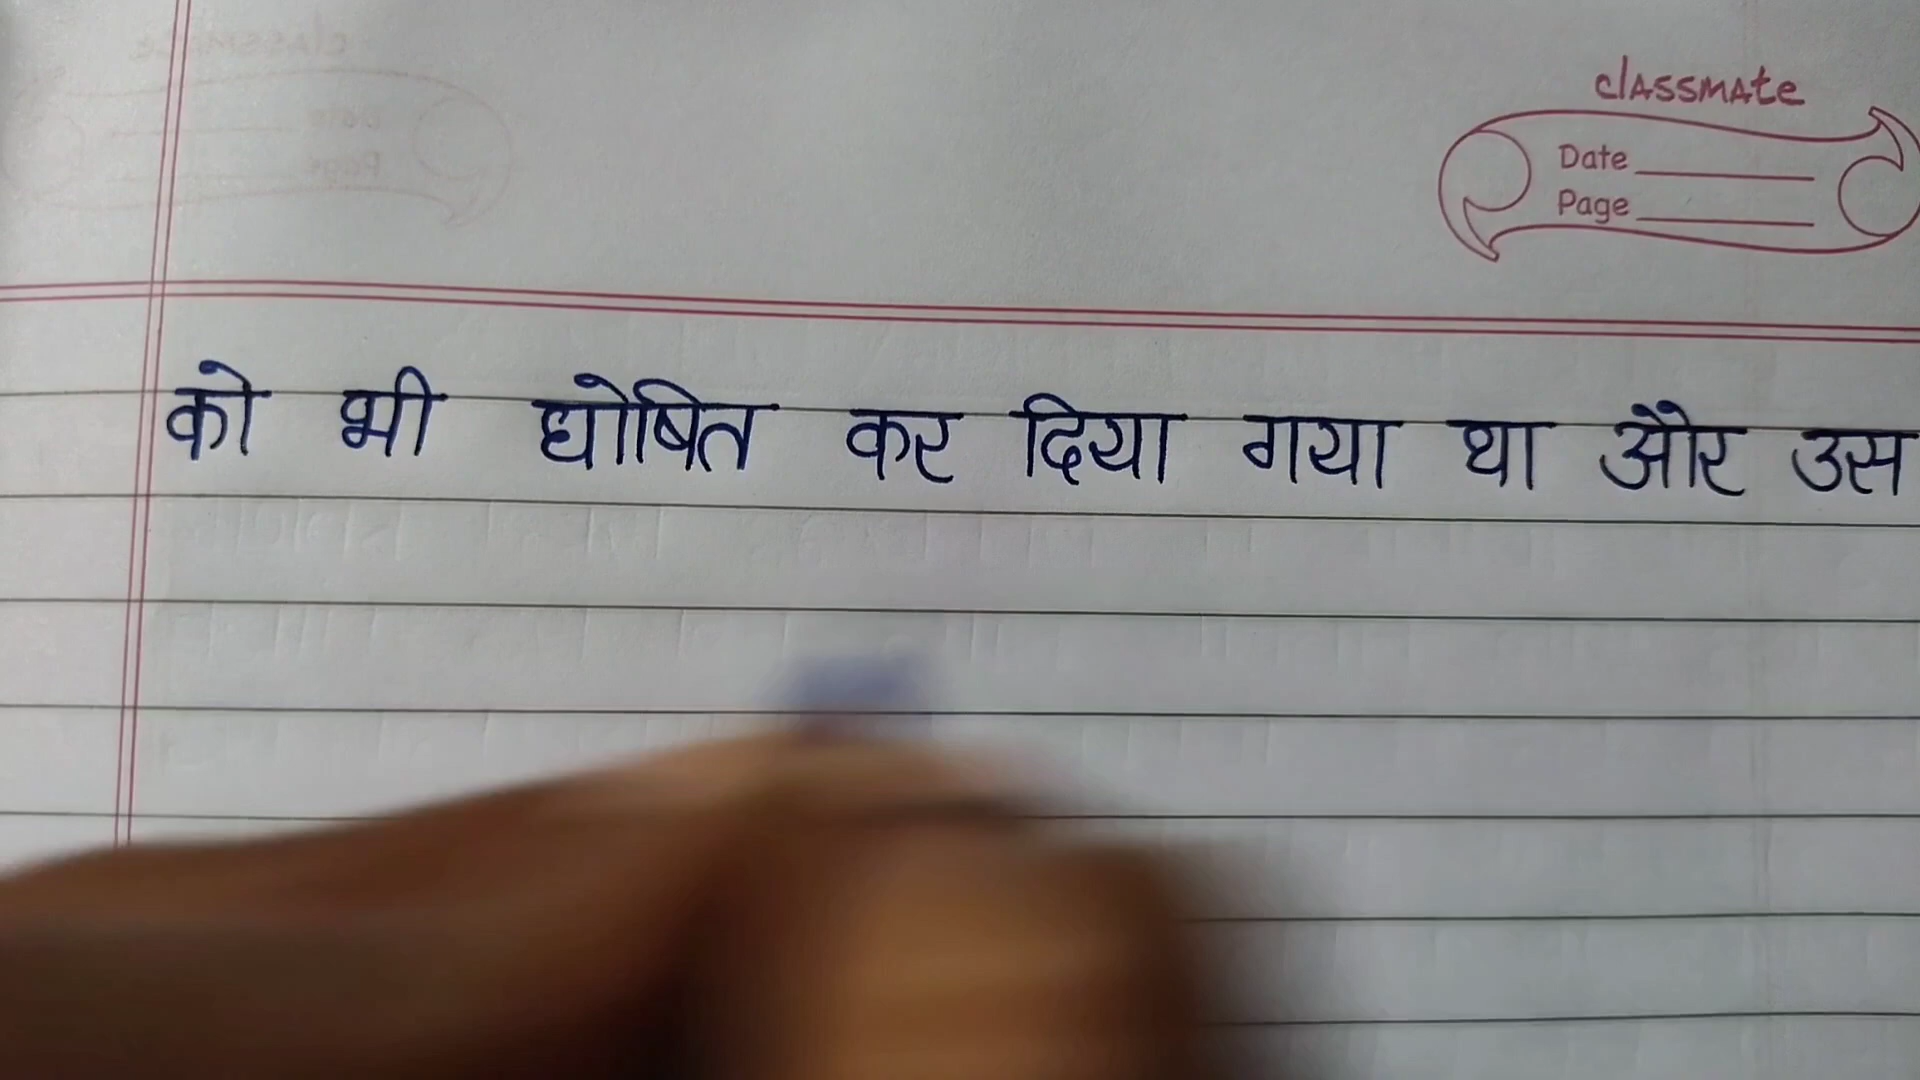 classmate
Date
Page
को भी घोषित कर दिया गया था और उस